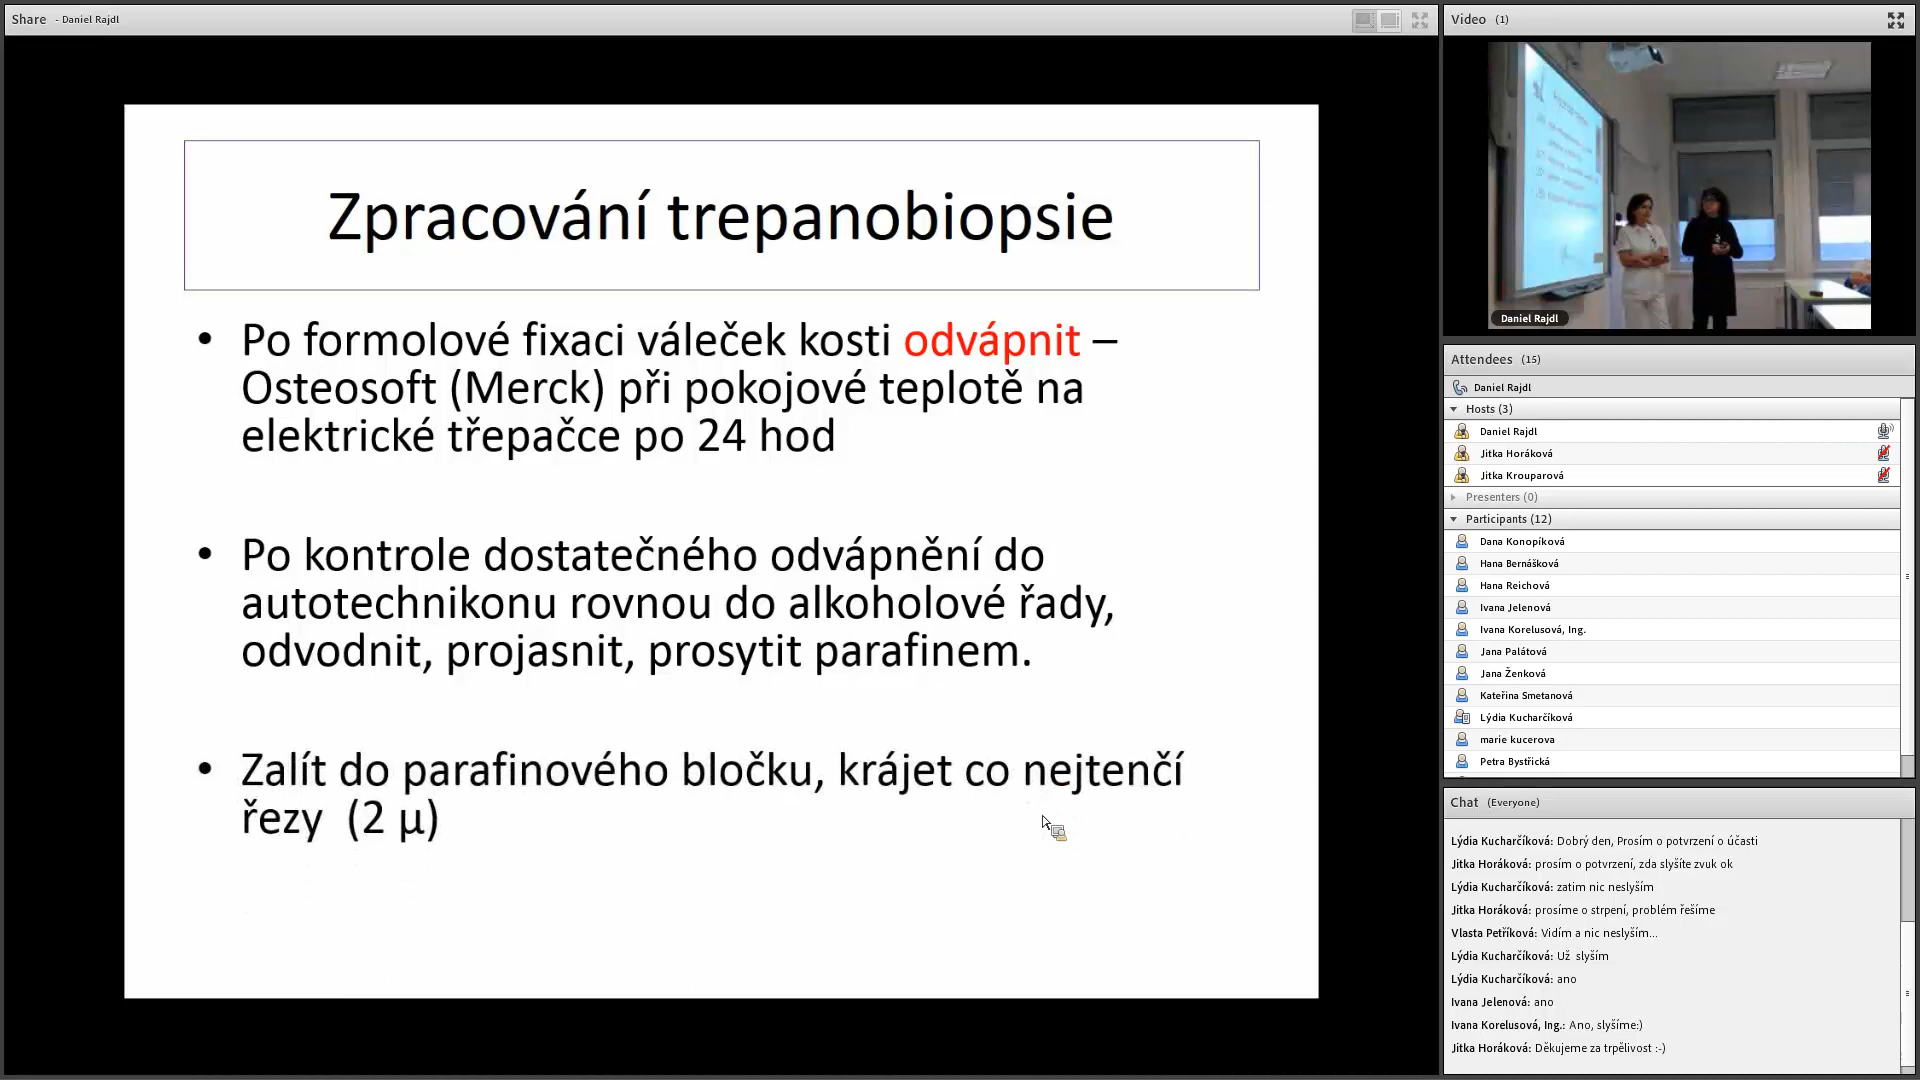 Share - Daniel Rajdl
Zpracování trepanobiopsie
• Po formolové fixaci váleček kosti odvápnit –
Osteosoft (Merck) při pokojové teplotě na
elektrické třepačce po 24 hod
• Po kontrole dostatečného odvápnění do
autotechnikonu rovnou do alkoholové řady,
odvodnit, projasnit, prosytit parafinem.
• Zalít do parafinového bločku, krájet co nejtenčí
řezy (2 µ)
Video (1)
Daniel Rajdl
Attendees (15)
Daniel Rajdl
Hosts (3)
Daniel Rajdl
Jitka Horáková
Jitka Krouparová
Presenters (0)
Participants (12)
Dana Konopíková
Hana Bernášková
Hana Reichová
Ivana Jelenová
Ivana Korelusová, Ing.
Jana Palátová
Jana Ženková
Kateřina Smetanová
Lýdia Kucharčíková
marie kucerova
Petra Bystřická
Chat (Everyone)
Lýdia Kucharčíková: Dobrý den, Prosím o potvrzení o účasti
Jitka Horáková: prosím o potvrzení, zda slyšíte zvuk ok
Lýdia Kucharčíková: zatim nic neslyším
Jitka Horáková: prosíme o strpení, problém řešíme
Vlasta Petříková: Vidím a nic neslyším...
Lýdia Kucharčíková: Už slyším
Lýdia Kucharčíková: ano
Ivana Jelenová: ano
Ivana Korelusová, Ing.: Ano, slyšíme:)
Jitka Horáková: Děkujeme za trpělivost :-)